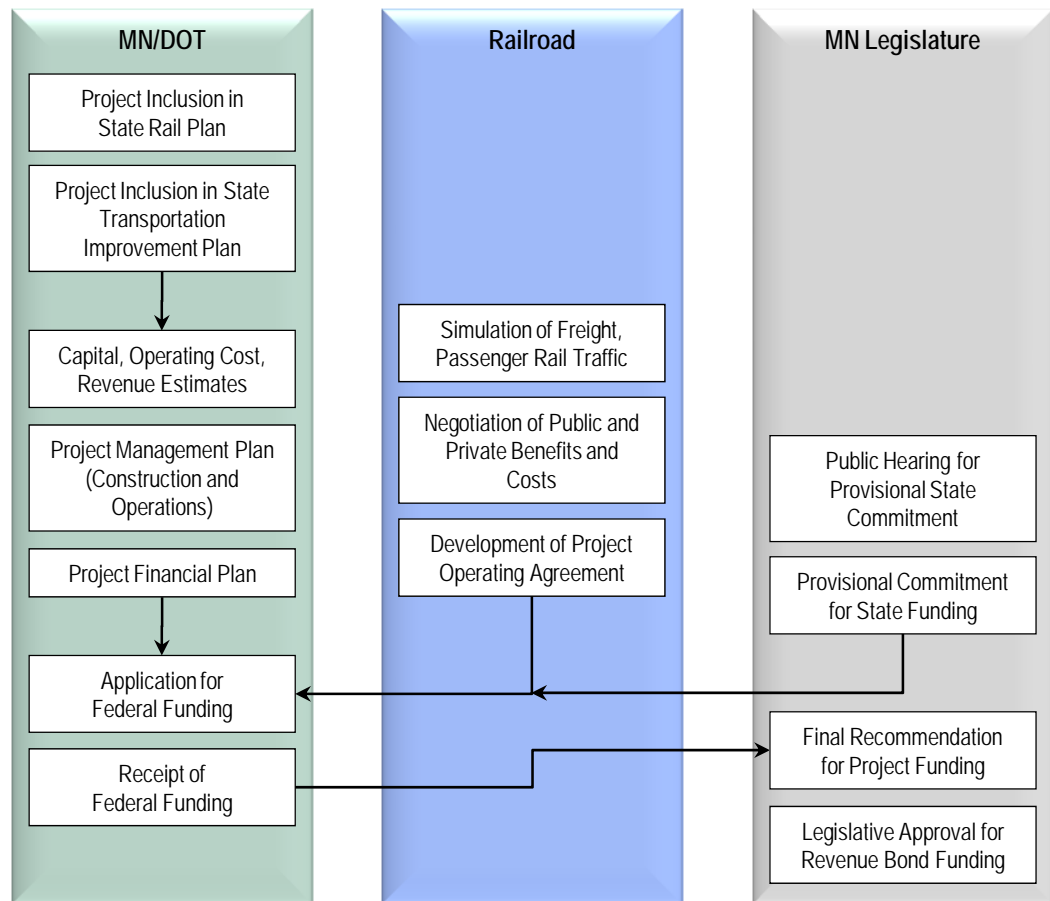 MN/DOT
Project Inclusion in
State Rail Plan
Project Inclusion in State
Transportation
Improvement Plan
Capital, Operating Cost,
Revenue Estimates
Project Management Plan
(Construction and
Operations)
Project Financial Plan
Application for
Federal Funding
Receipt of
Federal Funding
Railroad
Simulation of Freight,
Passenger Rail Traffic
Negotiation of Public and
Private Benefits and
Costs
Development of Project
Operating Agreement
MN Legislature
Public Hearing for
Provisional State
Commitment
Provisional Commitment
for State Funding
Final Recommendation
for Project Funding
Legislative Approval for
Revenue Bond Funding